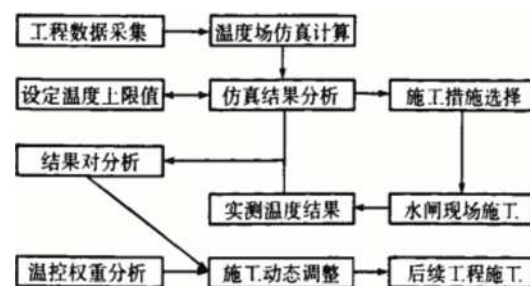 工程数据采集
温度场仿真计算
设定温度上限值
仿真结果分析
施工措施选择
结果对分析
实测温度结果
水闸现场施工
温控权重分析
施工动态调整
后续工程施工